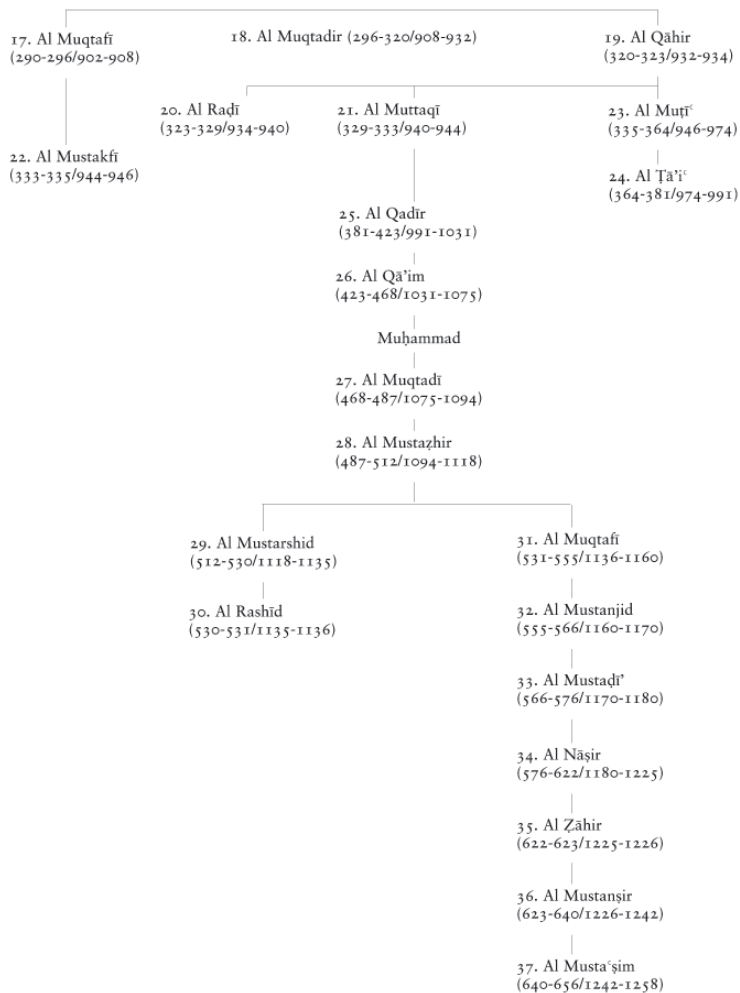 17. Al Muqtafī
(290-296/902-908)
18. Al Muqtadir (296-320/908-932)
19. Al Qāhir
(320-323/932-934)
20. Al Raḍī
(323-329/934-940)
21. Al Muttaqī
(329-333/940-944)
23. Al Muṭīʿ
(335-364/946-974)
22. Al Mustakfī
(333-335/944-946)
24. Al Ṭā’iʿ
(364-381/974-991)
25. Al Qadīr
(381-423/991-1031)
26. Al Qā’im
(423-468/1031-1075)
Muḥammad
27. Al Muqtadī
(468-487/1075-1094)
28. Al Mustaẓhir
(487-512/1094-1118)
29. Al Mustarshid
(512-530/1118-1135)
31. Al Muqtafī
(531-555/1136-1160)
30. Al Rashīd
(530-531/1135-1136)
32. Al Mustanjid
(555-566/1160-1170)
33. Al Mustaḍī’
(566-576/1170-1180)
34. Al Nāṣir
(576-622/1180-1225)
35. Al Ẓāhir
(622-623/1225-1226)
36. Al Mustanṣir
(623-640/1226-1242)
37. Al Mustaʿṣim
(640-656/1242-1258)